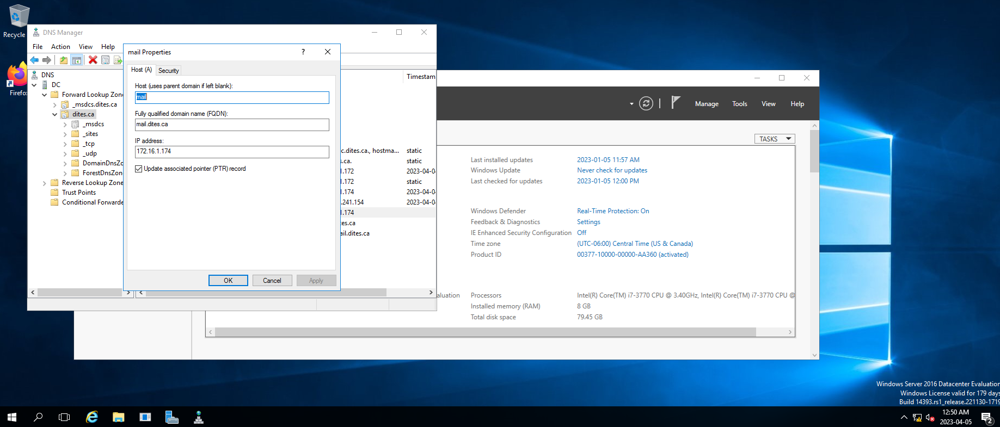 Recycle
Firefox
DNS Manager
File Action View Help
DNS
DC
Forward Lookup Zone
_msdcs.dites.ca
dites.ca
_msdcs
_sites
_tcp
_udp
DomainDnsZo
ForestDnsZon
Reverse Lookup Zone
Trust Points
Conditional Forwarde
mail Properties
?
Host (A) Security
Host (uses parent domain if left blank):
mail
Fully qualified domain name (FQDN):
mail.dites.ca
IP address:
172.16.1.174
Update associated pointer (PTR) record
OK Cancel Apply
Timestam
c.dites.ca., hostma... static
s.ca. static
1.172 2023-04-0
1.172 static
1.174 2023-04-0
.241.154 2023-04-0
1.174
tes.ca
ail.dites.ca
Manage Tools View Help
TASKS
Last installed updates 2023-01-05 11:57 AM
Windows Update Never check for updates
Last checked for updates 2023-01-05 12:00 PM
Windows Defender Real-Time Protection: On
Feedback & Diagnostics Settings
IE Enhanced Security Configuration Off
Time zone (UTC-06:00) Central Time (US & Canada)
Product ID 00377-10000-00000-AA360 (activated)
aluation Processors Intel(R) Core(TM) i7-3770 CPU @ 3.40GHz, Intel(R) Core(TM) i7-3770 CPU @
Installed memory (RAM) 8 GB
Total disk space 79.45 GB
Windows Server 2016 Datacenter Evaluation
Windows License valid for 179 days
Build 14393.rs1_release.221130-1719
12:50 AM
2023-04-05
2